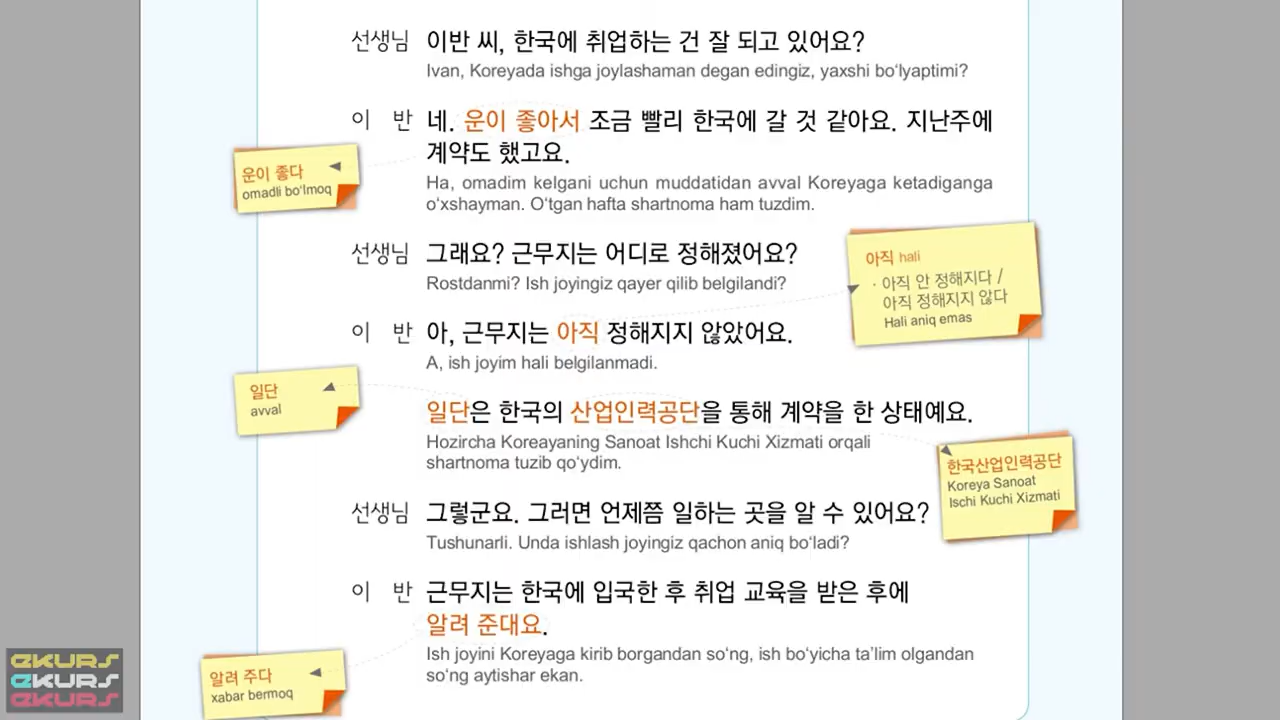 선생님 이반 씨, 한국에 취업하는 건 잘 되고 있어요?
Ivan, Koreyada ishga joylashaman degan edingiz, yaxshi bo‘lyaptimi?
이 반 네. 운이 좋아서 조금 빨리 한국에 갈 것 같아요. 지난주에
계약도 했고요.
운이 좋다
omadli bo‘lmoq
Ha, omadim kelgani uchun muddatidan avval Koreyaga ketadiganga
o‘xshayman. O‘tgan hafta shartnoma ham tuzdim.
선생님 그래요? 근무지는 어디로 정해졌어요?
Rostdanmi? Ish joyingiz qayer qilib belgilandi?
아직 hali
· 아직 안 정해지다 /
아직 정해지지 않다
Hali aniq emas
이 반 아, 근무지는 아직 정해지지 않았어요.
A, ish joyim hali belgilanmadi.
일단
avval
일단은 한국의 산업인력공단을 통해 계약을 한 상태예요.
Hozircha Koreayaning Sanoat Ishchi Kuchi Xizmati orqali
shartnoma tuzib qo‘ydim.
한국산업인력공단
Koreya Sanoat
Ischi Kuchi Xizmati
선생님 그렇군요. 그러면 언제쯤 일하는 곳을 알 수 있어요?
Tushunarli. Unda ishlash joyingiz qachon aniq bo‘ladi?
이 반 근무지는 한국에 입국한 후 취업 교육을 받은 후에
알려 준대요.
Ish joyini Koreyaga kirib borgandan so‘ng, ish bo‘yicha ta’lim olgandan
so‘ng aytishar ekan.
알려 주다
xabar bermoq
eKURS
eKURS
eKURS